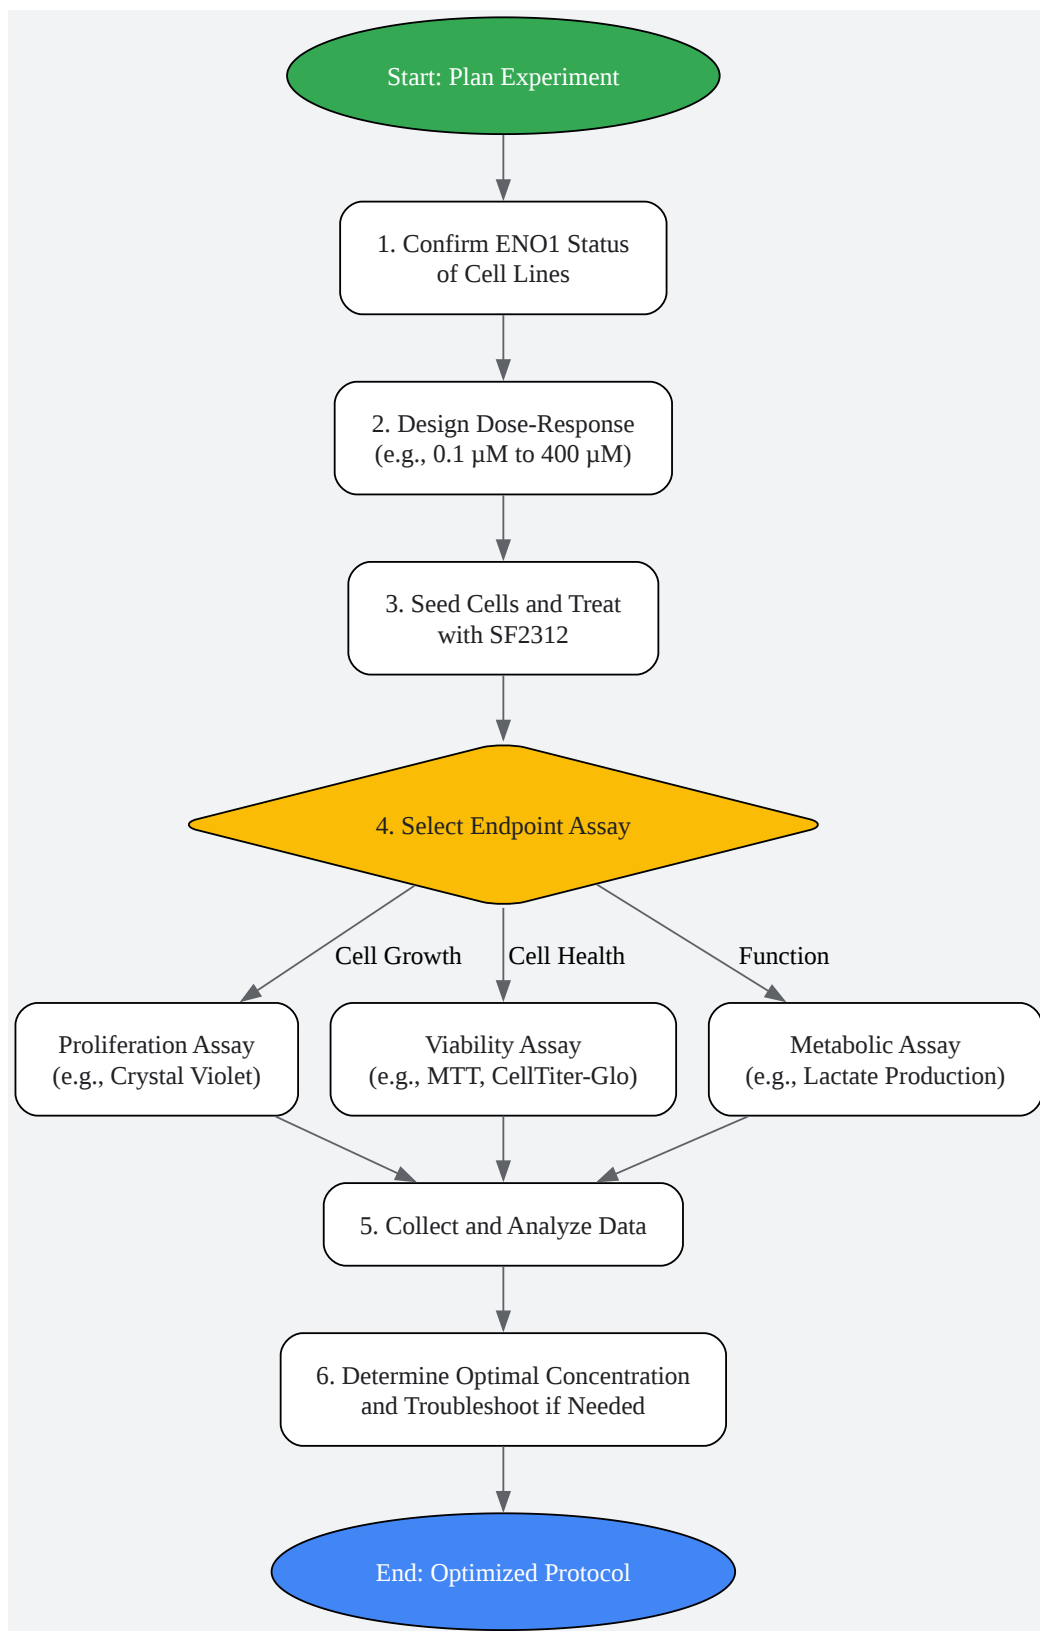 Start: Plan Experiment
1. Confirm ENO1 Status
of Cell Lines
2. Design Dose-Response
(e.g., 0.1 µM to 400 µM)
3. Seed Cells and Treat
with SF2312
4. Select Endpoint Assay
Cell Growth
Cell Health
Function
Proliferation Assay
(e.g., Crystal Violet)
Viability Assay
(e.g., MTT, CellTiter-Glo)
Metabolic Assay
(e.g., Lactate Production)
5. Collect and Analyze Data
6. Determine Optimal Concentration
and Troubleshoot if Needed
End: Optimized Protocol